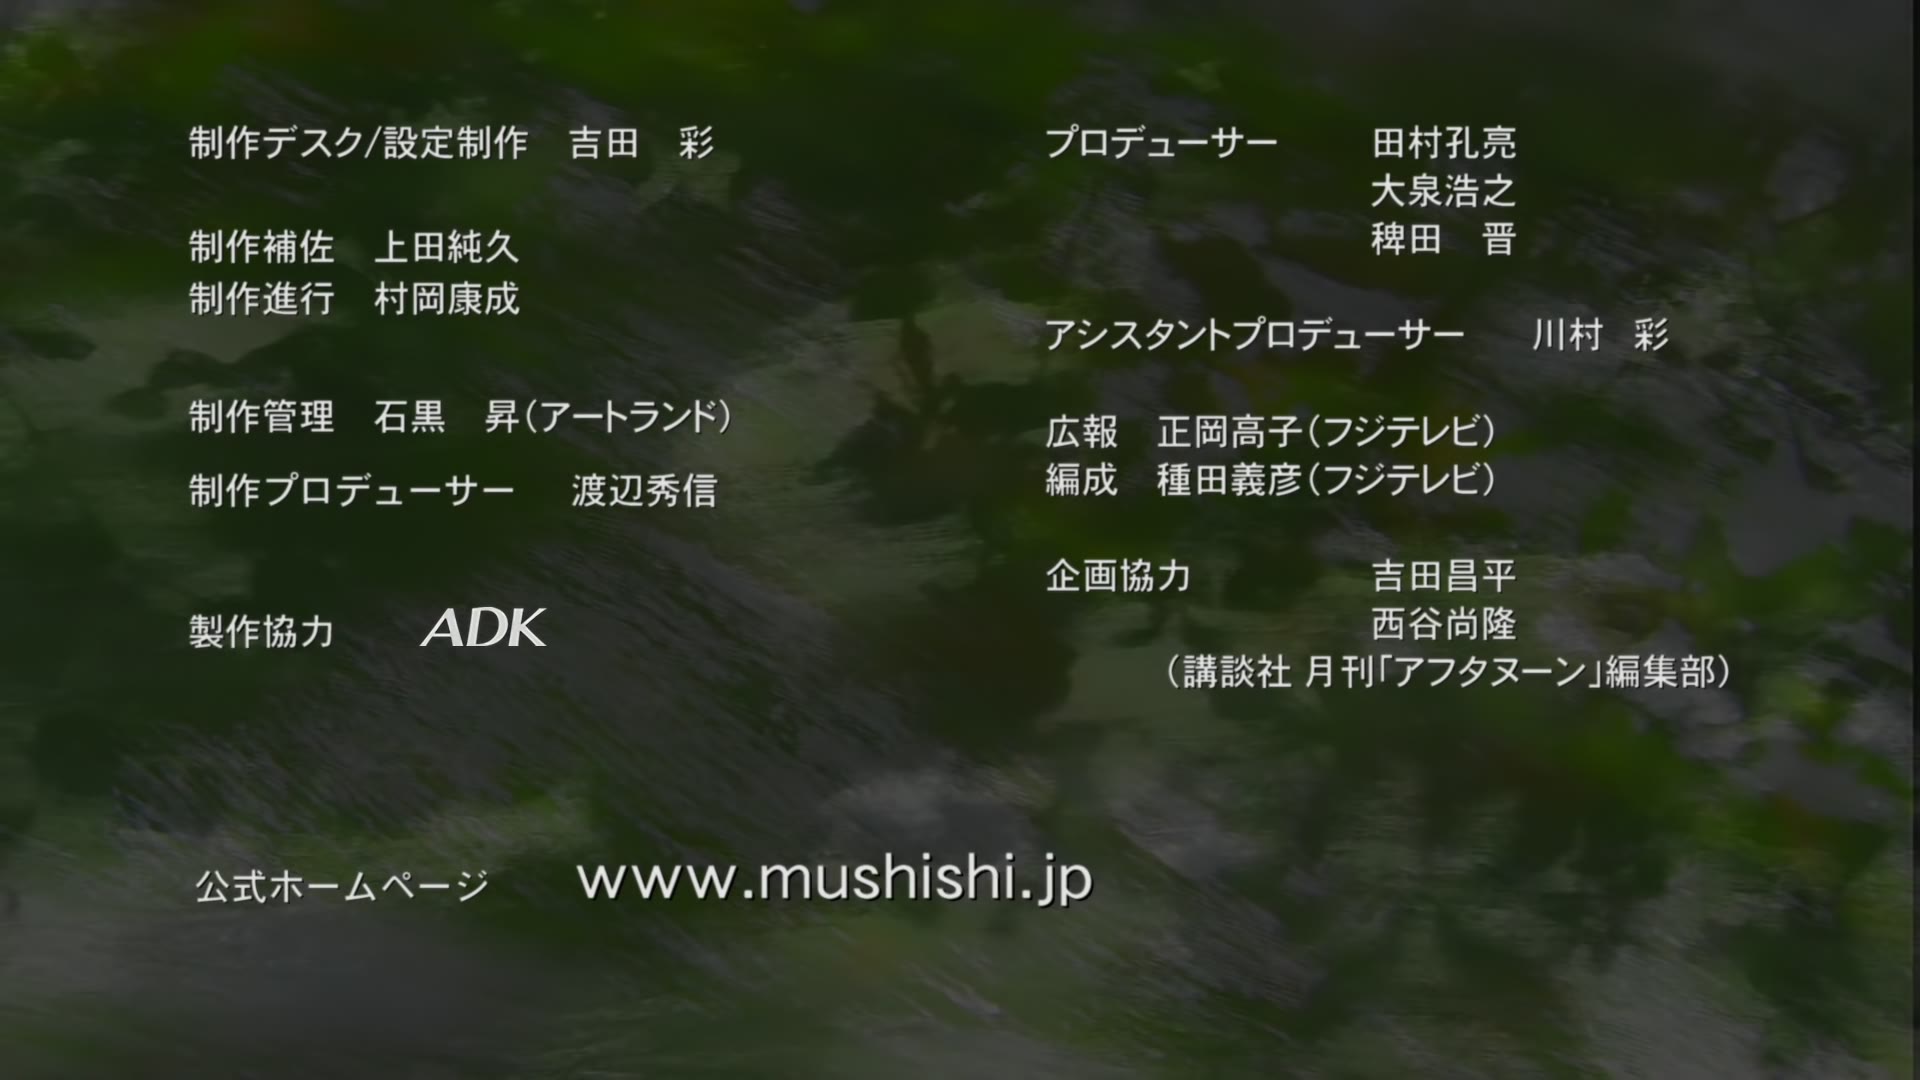 制作デスク/設定制作　吉田　彩
制作補佐　上田純久
制作進行　村岡康成
制作管理　石黒　昇（アートランド）
制作プロデューサー　渡辺秀信
製作協力　ADK
プロデューサー　田村孔亮
大泉浩之
稗田　晋
アシスタントプロデューサー　川村　彩
広報　正岡高子（フジテレビ）
編成　種田義彦（フジテレビ）
企画協力　吉田昌平
西谷尚隆
（講談社 月刊「アフタヌーン」編集部）
公式ホームページ　www.mushishi.jp